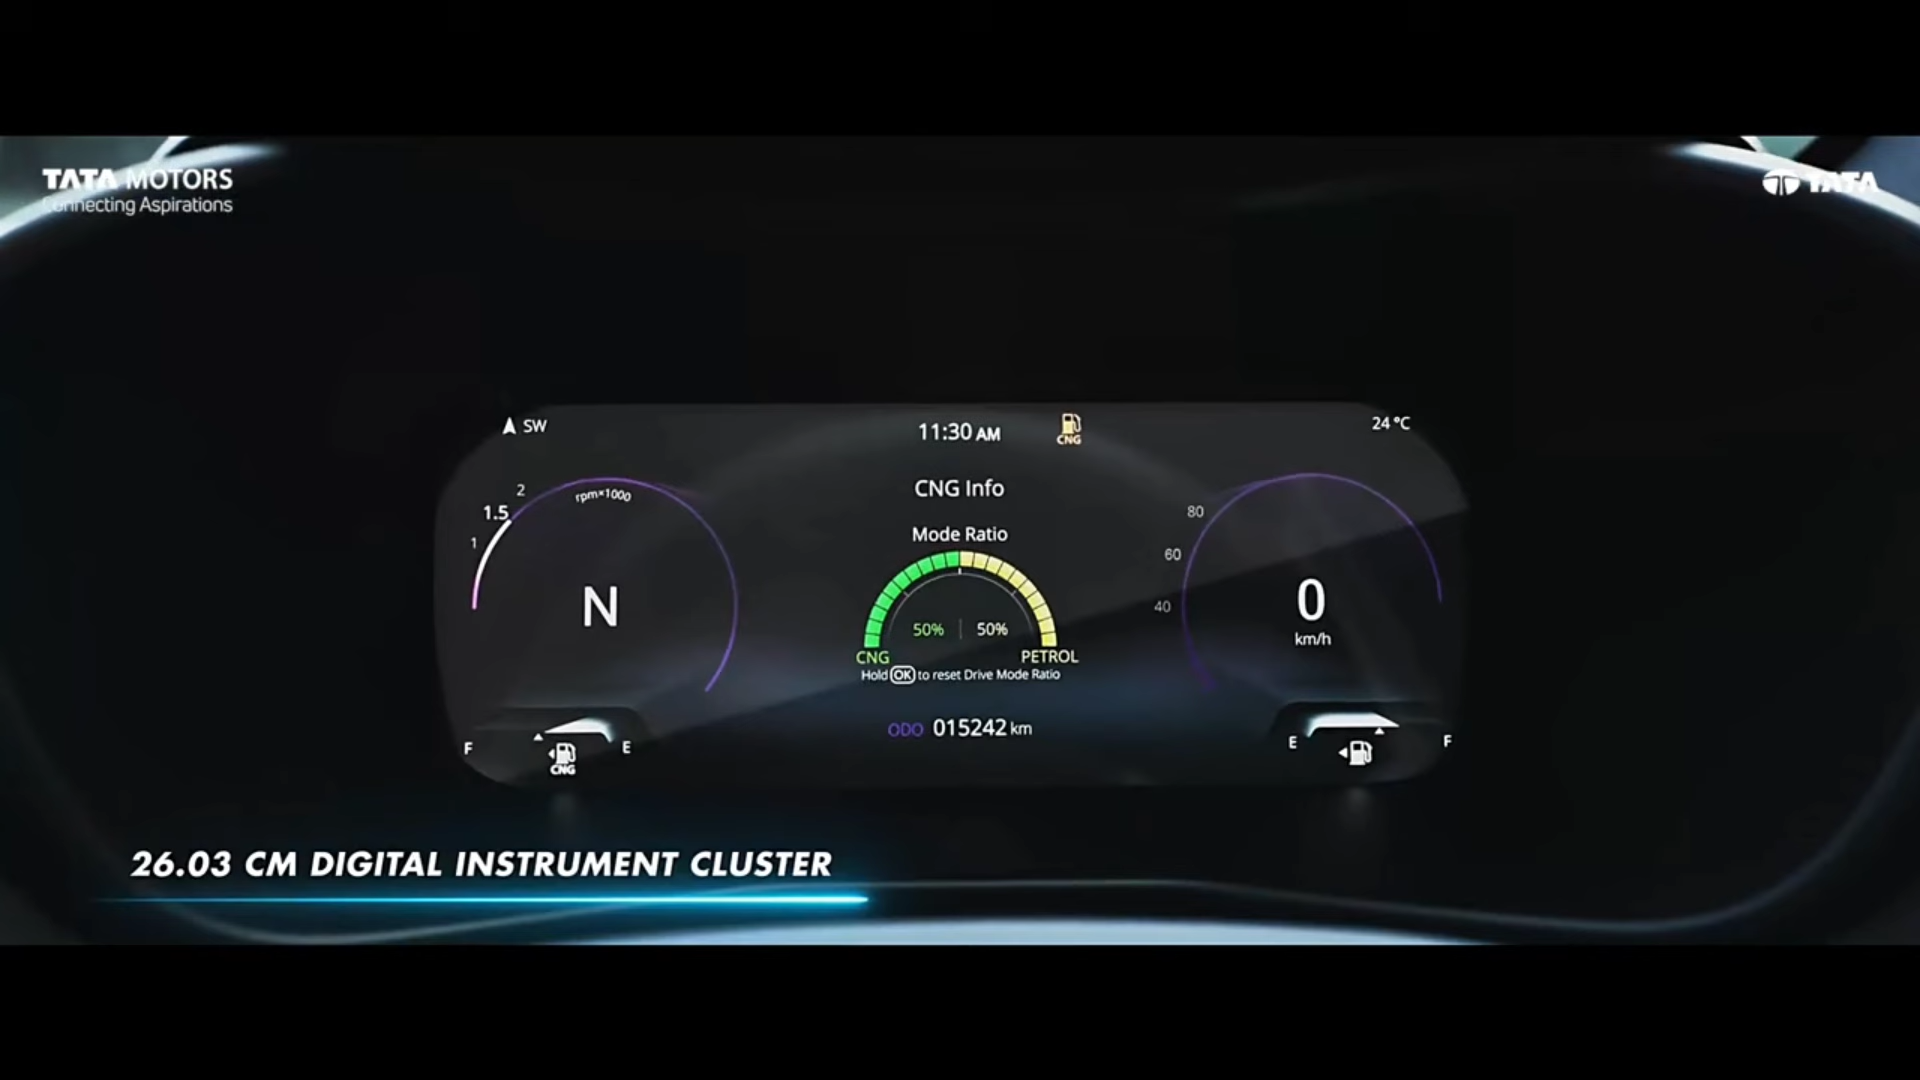 TATA MOTORS
Connecting Aspirations
TATA
SW
11:30 AM
CNG
24 °C
CNG Info
Mode Ratio
50% | 50%
CNG PETROL
Hold OK to reset Drive Mode Ratio
ODO 015242 km
2
rpm×1000
1.5
1
N
F
E
CNG
80
60
40
0
km/h
E
F
26.03 CM DIGITAL INSTRUMENT CLUSTER